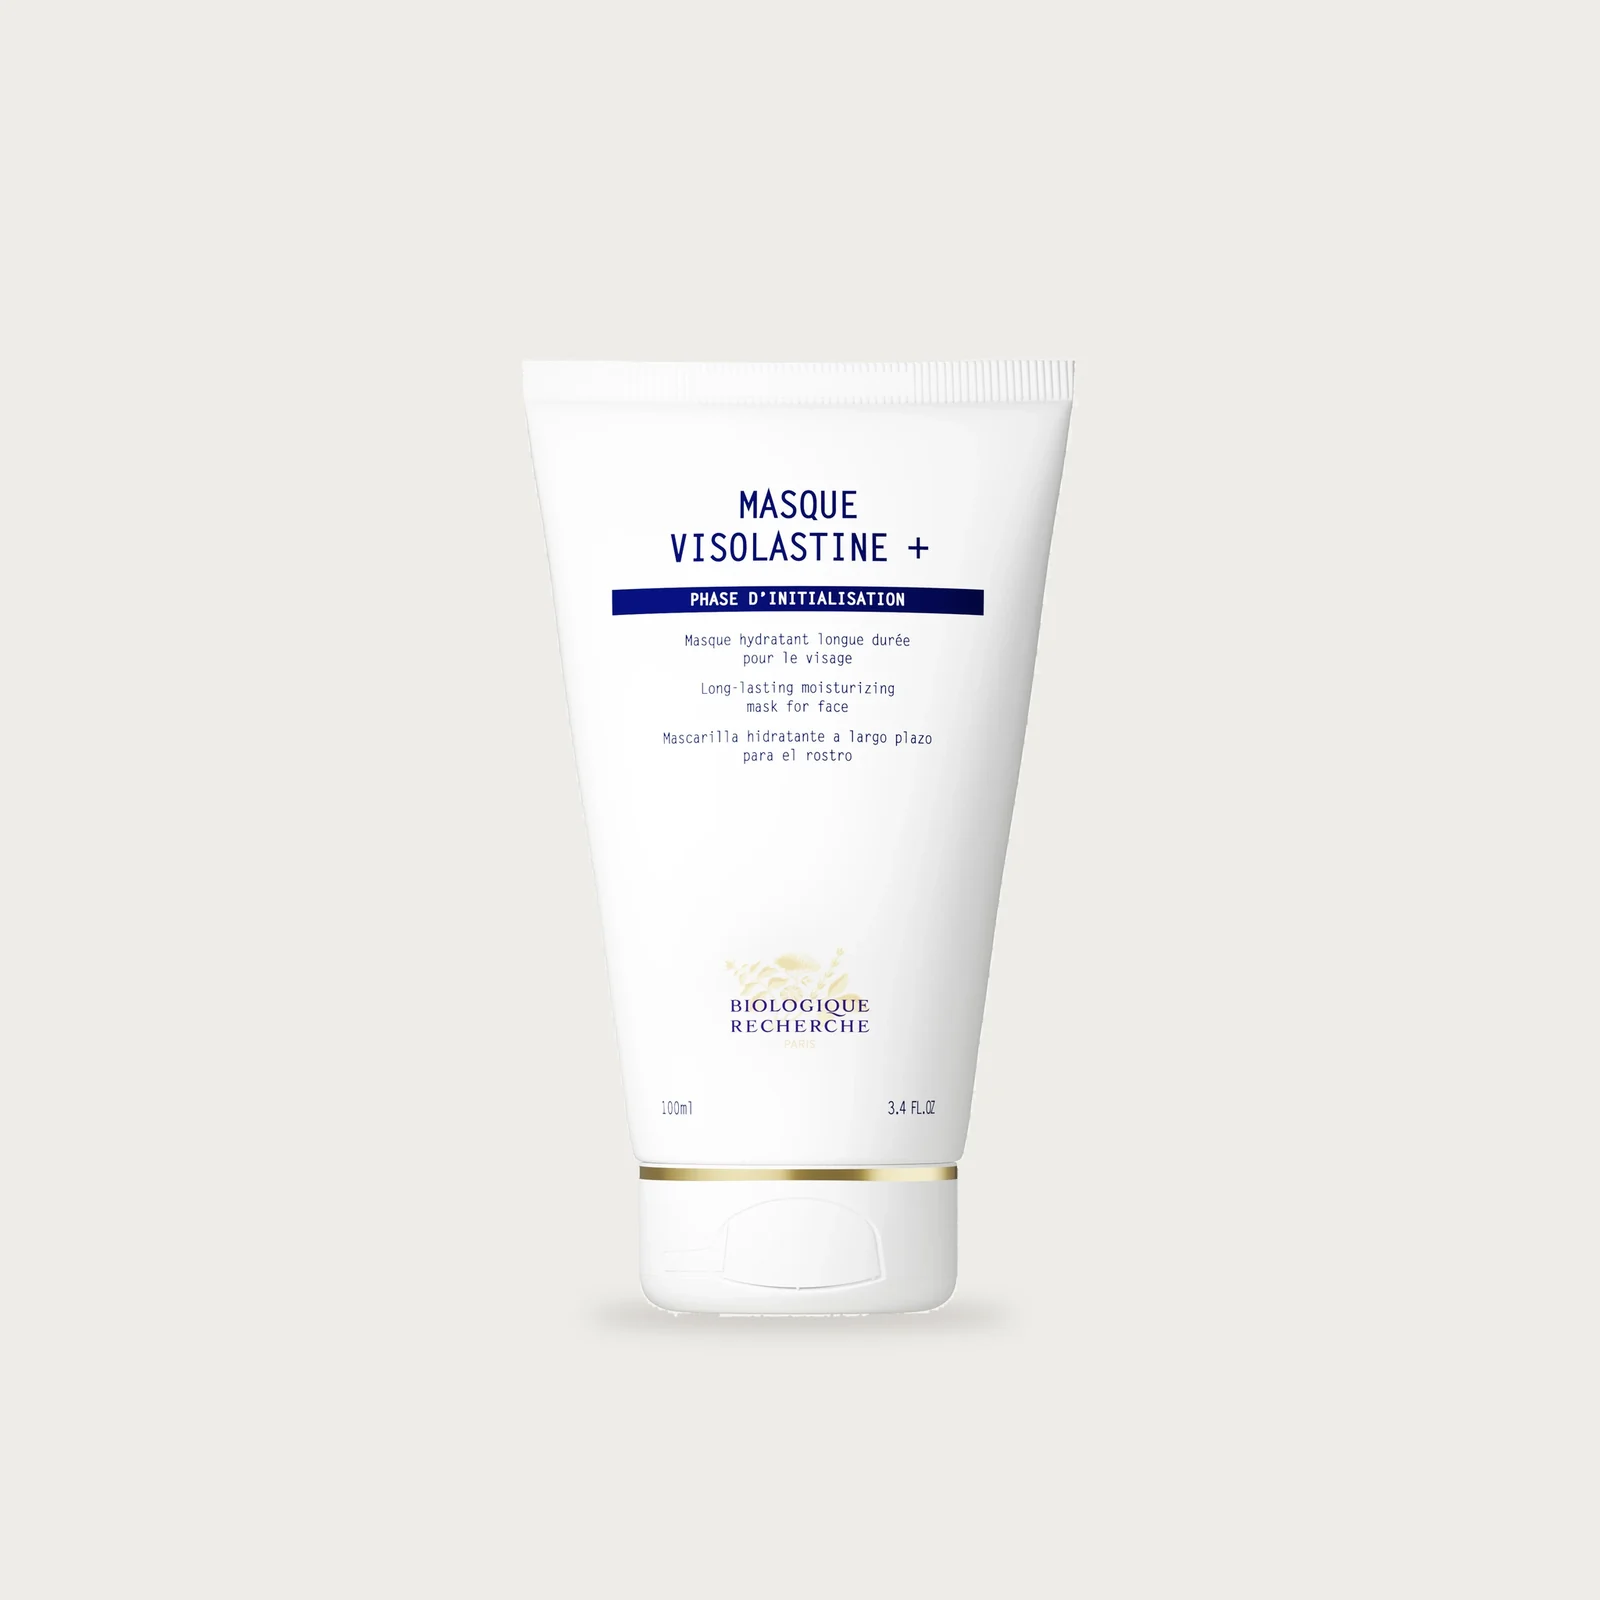 MASQUE
VISOLASTINE +
PHASE D'INITIALISATION
Masque hydratant longue durée
pour le visage
Long-lasting moisturizing
mask for face
Mascarilla hidratante a largo plazo
para el rostro
BIOLOGIQUE
RECHERCHE
PARIS
100ml 3.4 FL.OZ